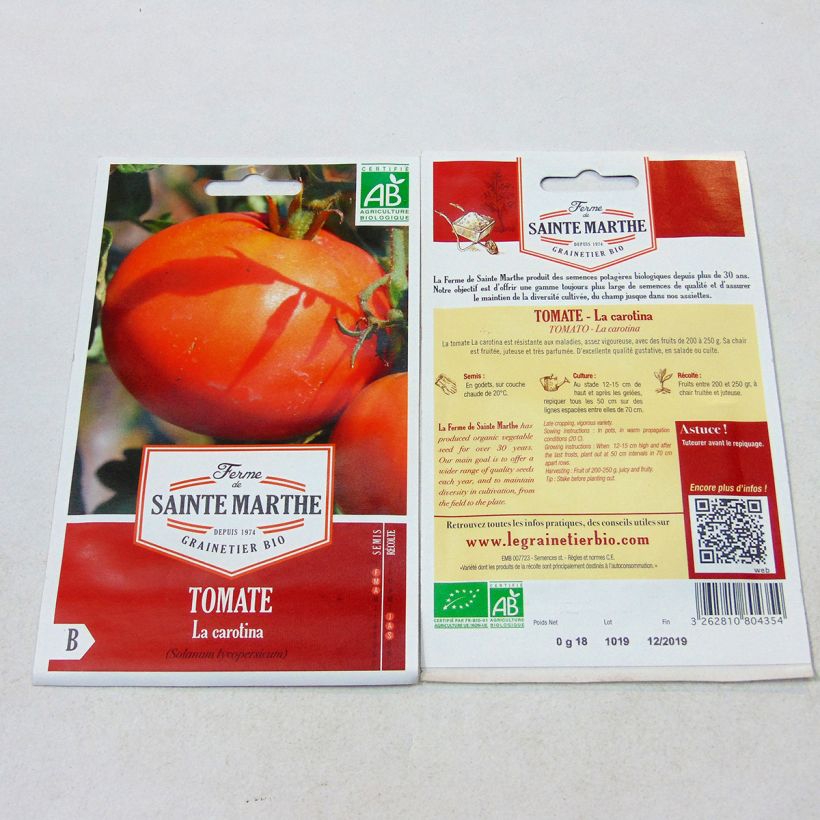 CERTIFIÉ
AB
AGRICULTURE
BIOLOGIQUE
Ferme
de
SAINTE MARTHE
DEPUIS 1974
GRAINETIER BIO
SEMIS
RÉCOLTE
F
M
A
J
A
S
TOMATE
La carotina
(Solanum lycopersicum)
B
Ferme
de
SAINTE MARTHE
DEPUIS 1974
GRAINETIER BIO
La Ferme de Sainte Marthe produit des semences potagères biologiques depuis plus de 30 ans.
Notre objectif est d'offrir une gamme toujours plus large de semences de qualité et d'assurer
le maintien de la diversité cultivée, du champ jusque dans nos assiettes.
TOMATE - La carotina
TOMATO - La carotina
La tomate La carotina est résistante aux maladies, assez vigoureuse, avec des fruits de 200 à 250 g. Sa chair
est fruitée, juteuse et très parfumée. D'excellente qualité gustative, en salade ou cuite.
Semis :
En godets, sur couche
chaude de 20°C.
Culture :
Au stade 12-15 cm de
haut et après les gelées,
repiquer tous les 50 cm sur des
lignes espacées entre elles de 70 cm.
Récolte :
Fruits entre 200 et 250 gr, à
chair fruitée et juteuse.
La Ferme de Sainte Marthe has
produced organic vegetable
seed for over 30 years.
Our main goal is to offer a
wider range of quality seeds
each year, and to maintain
diversity in cultivation, from
the field to the plate.
Late cropping, vigorous variety.
Sowing instructions : In pots, in warm propagation
conditions (20 C).
Growing instructions : When 12-15 cm high and after
the last frosts, plant out at 50 cm intervals in 70 cm
apart rows.
Harvesting : Fruit of 200-250 g, juicy and fruity.
Tip : Stake before planting out.
Astuce !
Tuteurer avant le repiquage.
Encore plus d'infos !
web
Retrouvez toutes les infos pratiques, des conseils utiles sur
www.legrainetierbio.com
EMB 007723 - Semences st. - Règles et normes C.E.
«Variété dont les produits de la récolte sont principalement destinés à l'autoconsommation. »
CERTIFIÉ PAR FR-BIO-01
AGRICULTURE UE/NON-UE
CERTIFIÉ
AB
AGRICULTURE
BIOLOGIQUE
Poids Net
Lot
Fin
0 g 18
1019
12/2019
3 262810 804354